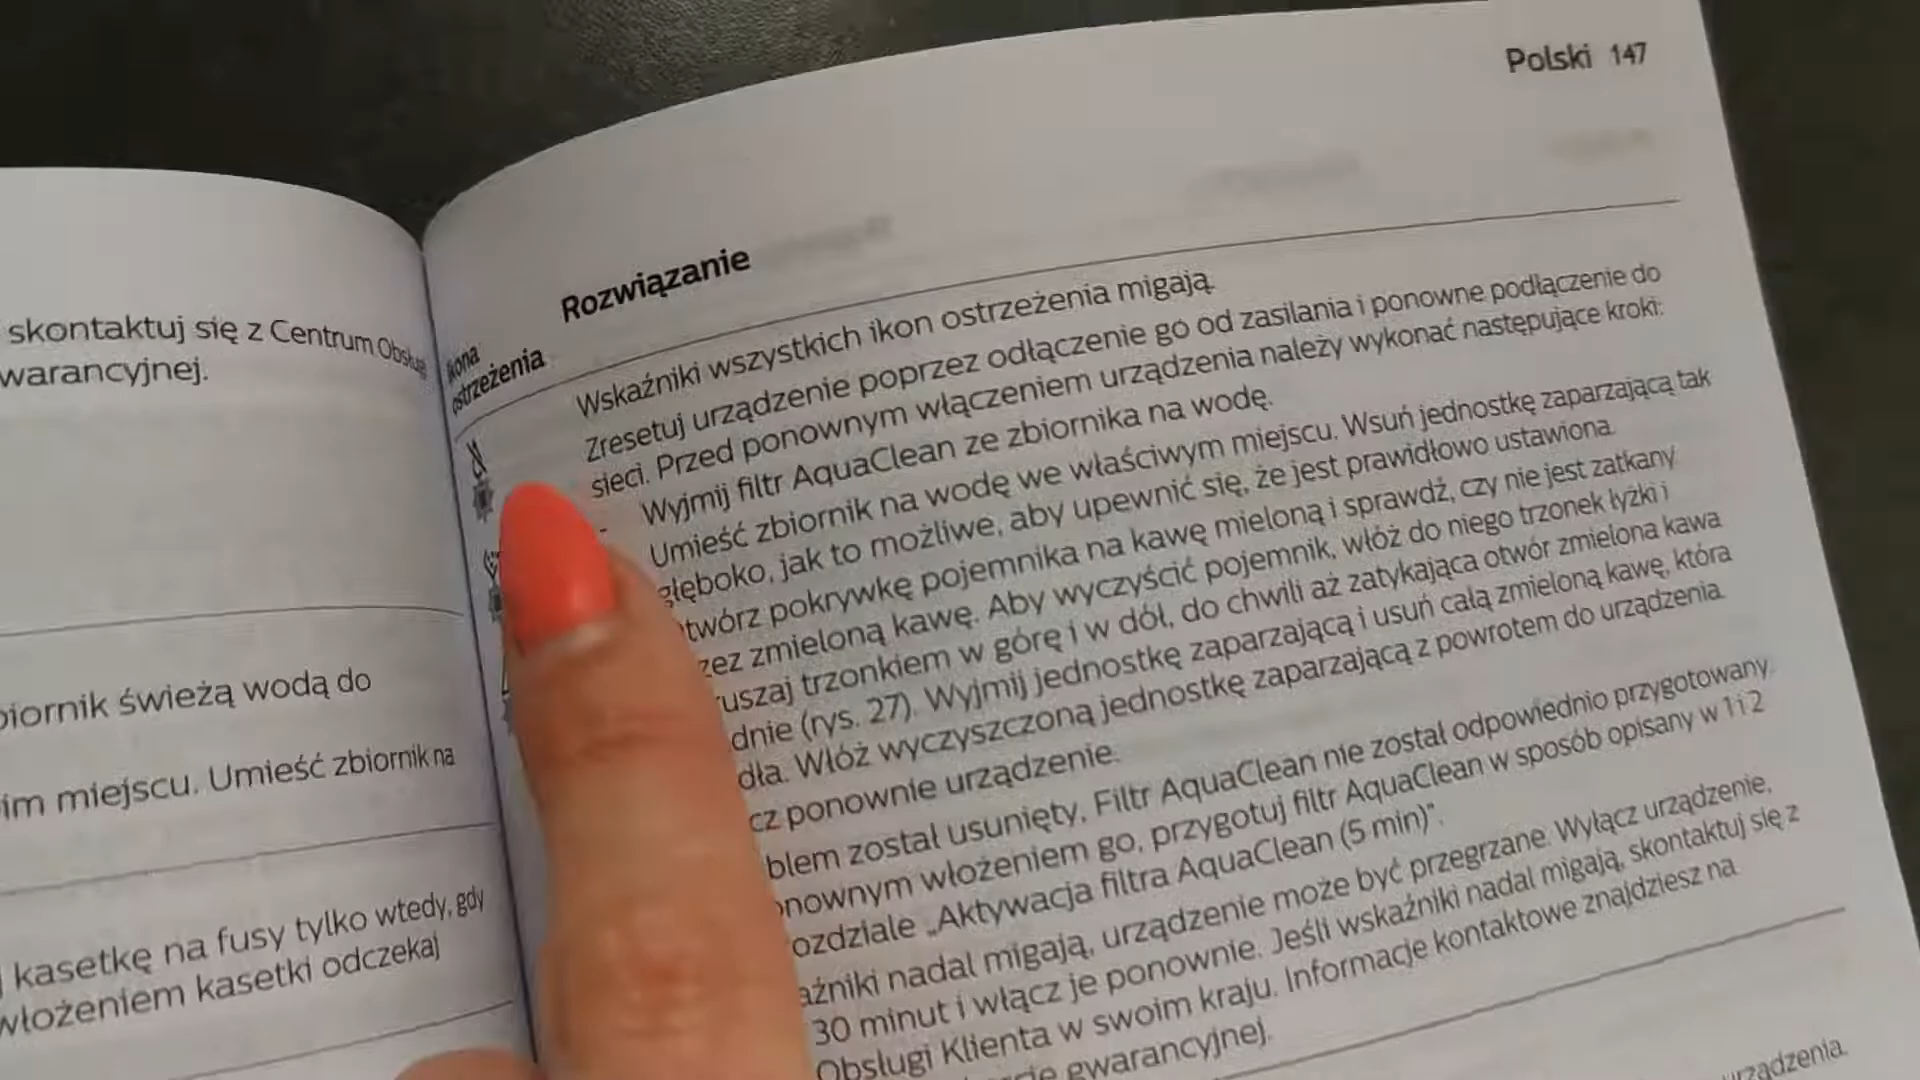 Polski 147
skontaktuj się z Centrum
warancyjnej.
biornik świeżą wodą do
im miejscu. Umieść zbiornik na
kasetkę na fusy tylko wtedy, gdy
włożeniem kasetki odczekaj
Ikona
ostrzeżenia
Rozwiązanie
Wskaźniki wszystkich ikon ostrzeżenia migają.
Zresetuj urządzenie poprzez odłączenie go od zasilania i ponowne podłączenie do
sieci. Przed ponownym włączeniem urządzenia należy wykonać następujące kroki:
- Wyjmij filtr AquaClean ze zbiornika na wodę.
Umieść zbiornik na wodę we właściwym miejscu. Wsuń jednostkę zaparzającą tak
głęboko, jak to możliwe, aby upewnić się, że jest prawidłowo ustawiona.
twórz pokrywkę pojemnika na kawę mieloną i sprawdź, czy nie jest zatkany
zez zmieloną kawę. Aby wyczyścić pojemnik, włóż do niego trzonek łyżki i
uszaj trzonkiem w górę i w dół, do chwili aż zatykająca otwór zmielona kawa
dnie (rys. 27). Wyjmij jednostkę zaparzającą i usuń całą zmieloną kawę, która
dła. Włóż wyczyszczoną jednostkę zaparzającą z powrotem do urządzenia.
cz ponownie urządzenie.
blem został usunięty, Filtr AquaClean nie został odpowiednio przygotowany.
onownym włożeniem go, przygotuj filtr AquaClean w sposób opisany w 1 i 2
ozdziale „Aktywacja filtra AquaClean (5 min)”.
aźniki nadal migają, urządzenie może być przegrzane. Wyłącz urządzenie,
30 minut i włącz je ponownie. Jeśli wskaźniki nadal migają, skontaktuj się z
Obsługi Klienta w swoim kraju. Informacje kontaktowe znajdziesz na
gwarancyjnej.
urządzenia.